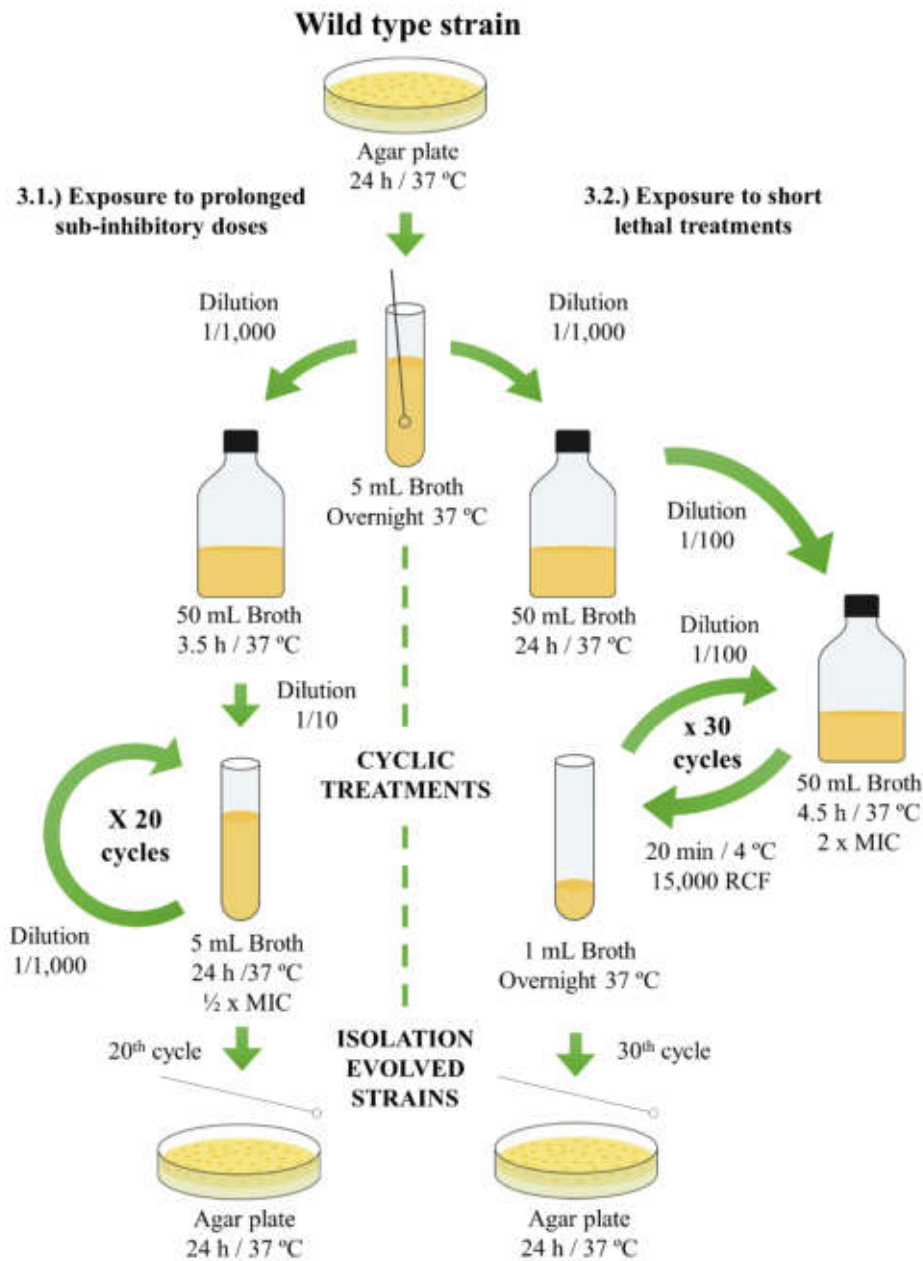 Wild type strain
Agar plate
24 h / 37 ºC
3.1.) Exposure to prolonged
sub-inhibitory doses
3.2.) Exposure to short
lethal treatments
Dilution
1/1,000
Dilution
1/1,000
5 mL Broth
Overnight 37 ºC
50 mL Broth
3.5 h / 37 ºC
50 mL Broth
24 h / 37 ºC
Dilution
1/100
Dilution
1/10
Dilution
1/100
x 30
cycles
50 mL Broth
4.5 h / 37 ºC
2 x MIC
20 min / 4 ºC
15,000 RCF
CYCLIC
TREATMENTS
X 20
cycles
Dilution
1/1,000
5 mL Broth
24 h /37 ºC
½ x MIC
1 mL Broth
Overnight 37 ºC
20th cycle
ISOLATION
EVOLVED
STRAINS
30th cycle
Agar plate
24 h / 37 ºC
Agar plate
24 h / 37 ºC